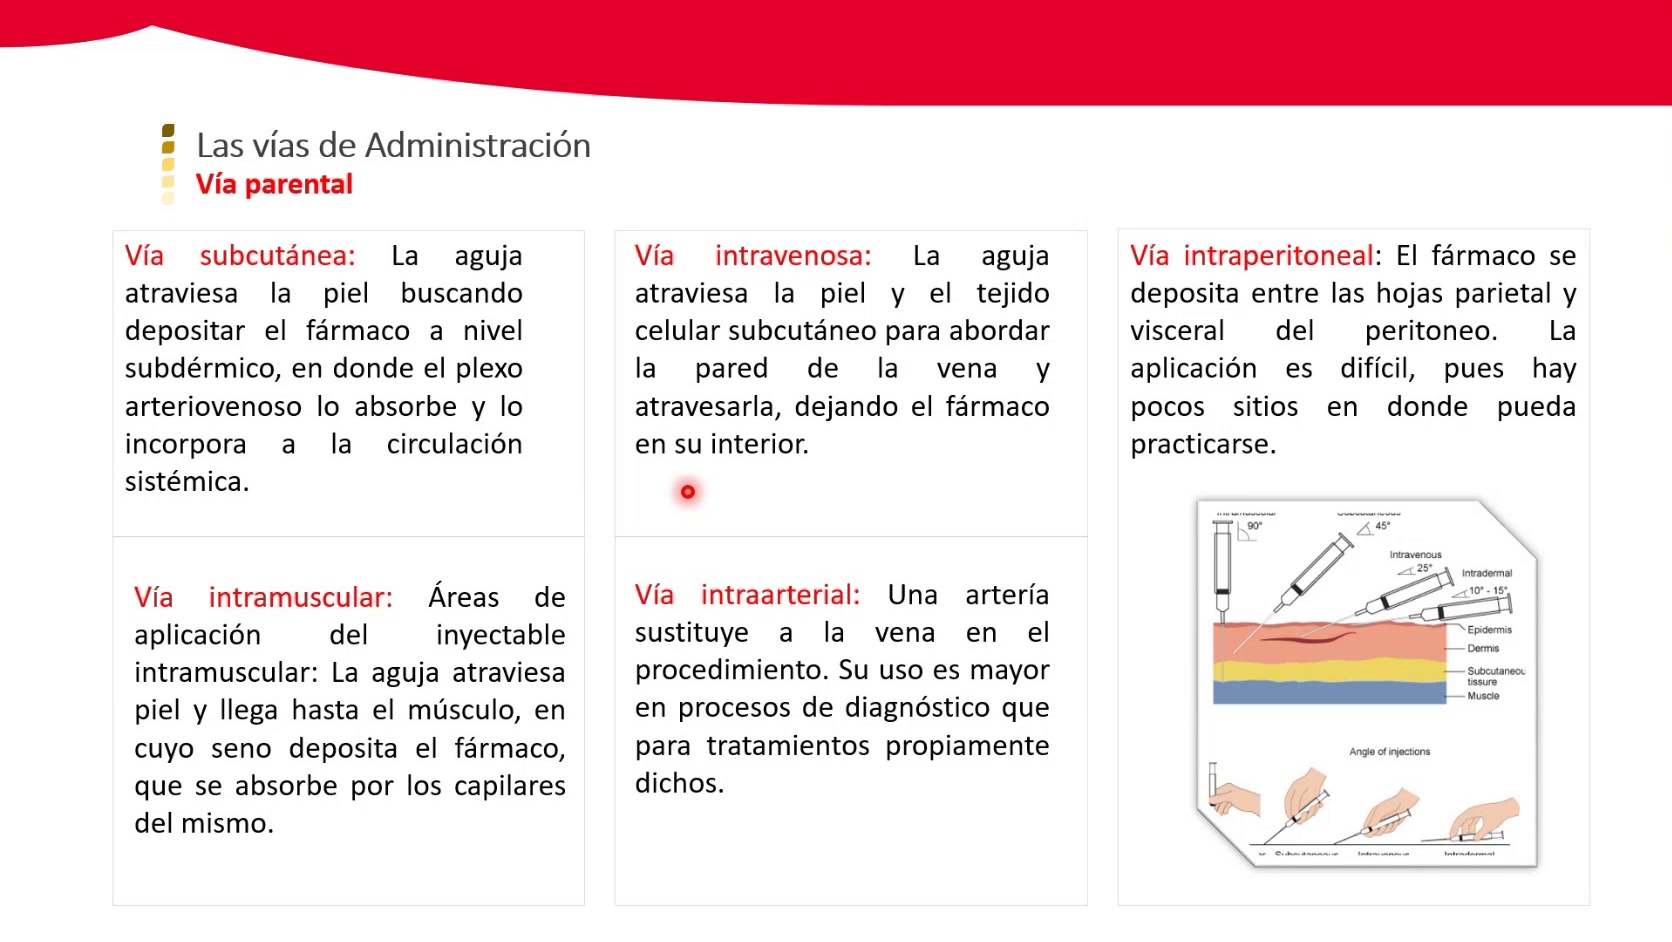 Las vías de Administración
Vía parental
Vía subcutánea: La aguja
atraviesa la piel buscando
depositar el fármaco a nivel
subdérmico, en donde el plexo
arteriovenoso lo absorbe y lo
incorpora a la circulación
sistémica.
Vía intramuscular: Áreas de
aplicación del inyectable
intramuscular: La aguja atraviesa
piel y llega hasta el músculo, en
cuyo seno deposita el fármaco,
que se absorbe por los capilares
del mismo.
Vía intravenosa: La aguja
atraviesa la piel y el tejido
celular subcutáneo para abordar
la pared de la vena y
atravesarla, dejando el fármaco
en su interior.
Vía intraarterial: Una artería
sustituye a la vena en el
procedimiento. Su uso es mayor
en procesos de diagnóstico que
para tratamientos propiamente
dichos.
Vía intraperitoneal: El fármaco se
deposita entre las hojas parietal y
visceral del peritoneo. La
aplicación es difícil, pues hay
pocos sitios en donde pueda
practicarse.
90°
45°
Intravenous
25°
Intradermal
10° - 15°
Epidermis
Dermis
Subcutaneou
tissure
Muscle
Angle of injections
Subcutaneous Intravenous Intradermal